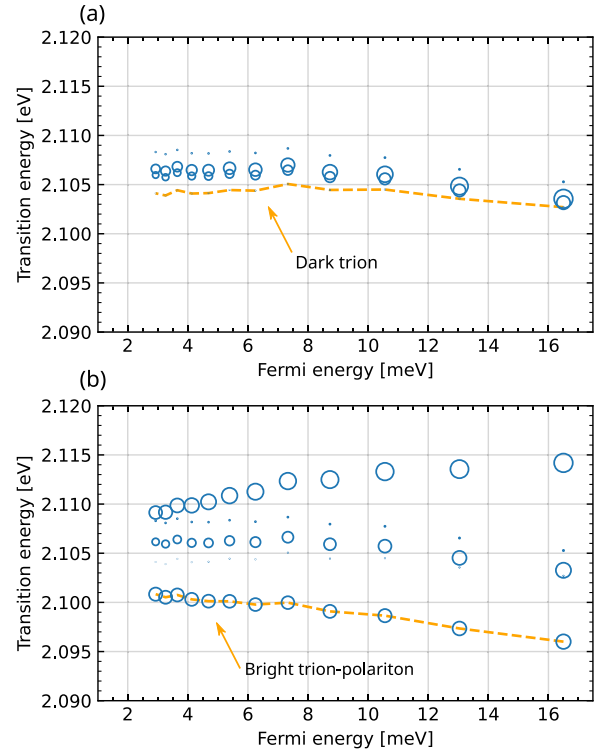 (a)
2.120
2.115
2.110
2.105
2.100
2.095
2.090
Transition energy [eV]
Dark trion
2 4 6 8 10 12 14 16
Fermi energy [meV]
(b)
2.120
2.115
2.110
2.105
2.100
2.095
2.090
Transition energy [eV]
Bright trion-polariton
2 4 6 8 10 12 14 16
Fermi energy [meV]